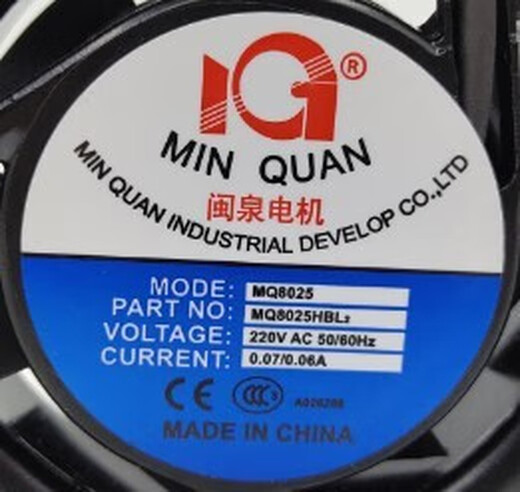 ®
MIN QUAN
闽泉电机
MIN QUAN INDUSTRIAL DEVELOP CO.,LTD
MODE: MQ8025
PART NO: MQ8025HBL₂
VOLTAGE: 220V AC 50/60Hz
CURRENT: 0.07/0.06A
CE CCC
MADE IN CHINA